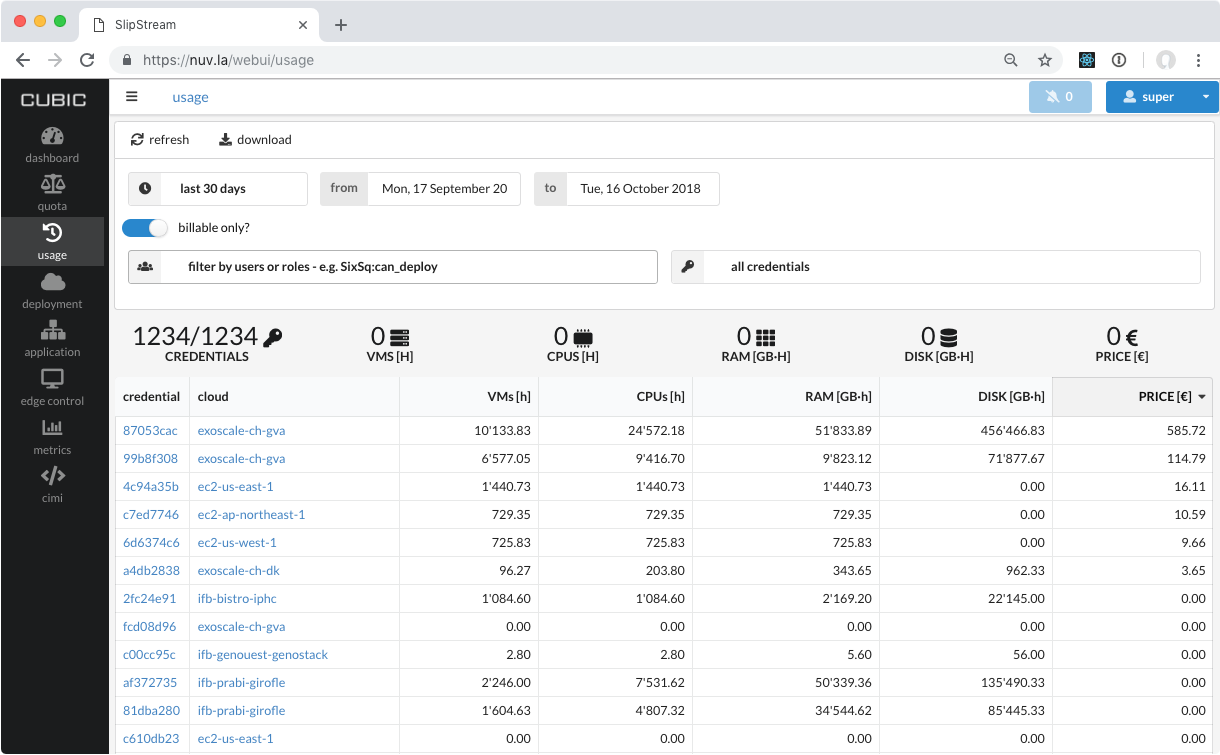 SlipStream
https://nuv.la/webui/usage
CUBIC
usage
0
super
refresh
download
last 30 days
from
Mon, 17 September 20
to
Tue, 16 October 2018
billable only?
filter by users or roles - e.g. SixSq:can_deploy
all credentials
dashboard
quota
usage
deployment
application
edge control
metrics
cimi
1234/1234
CREDENTIALS
0
VMS [H]
0
CPUS [H]
0
RAM [GB·H]
0
DISK [GB·H]
0 €
PRICE [€]
credential cloud VMs [h] CPUs [h] RAM [GB·h] DISK [GB·h] PRICE [€]
87053cac exoscale-ch-gva 10'133.83 24'572.18 51'833.89 456'466.83 585.72
99b8f308 exoscale-ch-gva 6'577.05 9'416.70 9'823.12 71'877.67 114.79
4c94a35b ec2-us-east-1 1'440.73 1'440.73 1'440.73 0.00 16.11
c7ed7746 ec2-ap-northeast-1 729.35 729.35 729.35 0.00 10.59
6d6374c6 ec2-us-west-1 725.83 725.83 725.83 0.00 9.66
a4db2838 exoscale-ch-dk 96.27 203.80 343.65 962.33 3.65
2fc24e91 ifb-bistro-iphc 1'084.60 1'084.60 2'169.20 22'145.00 0.00
fcd08d96 exoscale-ch-gva 0.00 0.00 0.00 0.00 0.00
c00cc95c ifb-genouest-genostack 2.80 2.80 5.60 56.00 0.00
af372735 ifb-prabi-girofle 2'246.00 7'531.62 50'339.36 135'490.33 0.00
81dba280 ifb-prabi-girofle 1'604.63 4'807.32 34'544.62 85'445.33 0.00
c610db23 ec2-us-east-1 0.00 0.00 0.00 0.00 0.00